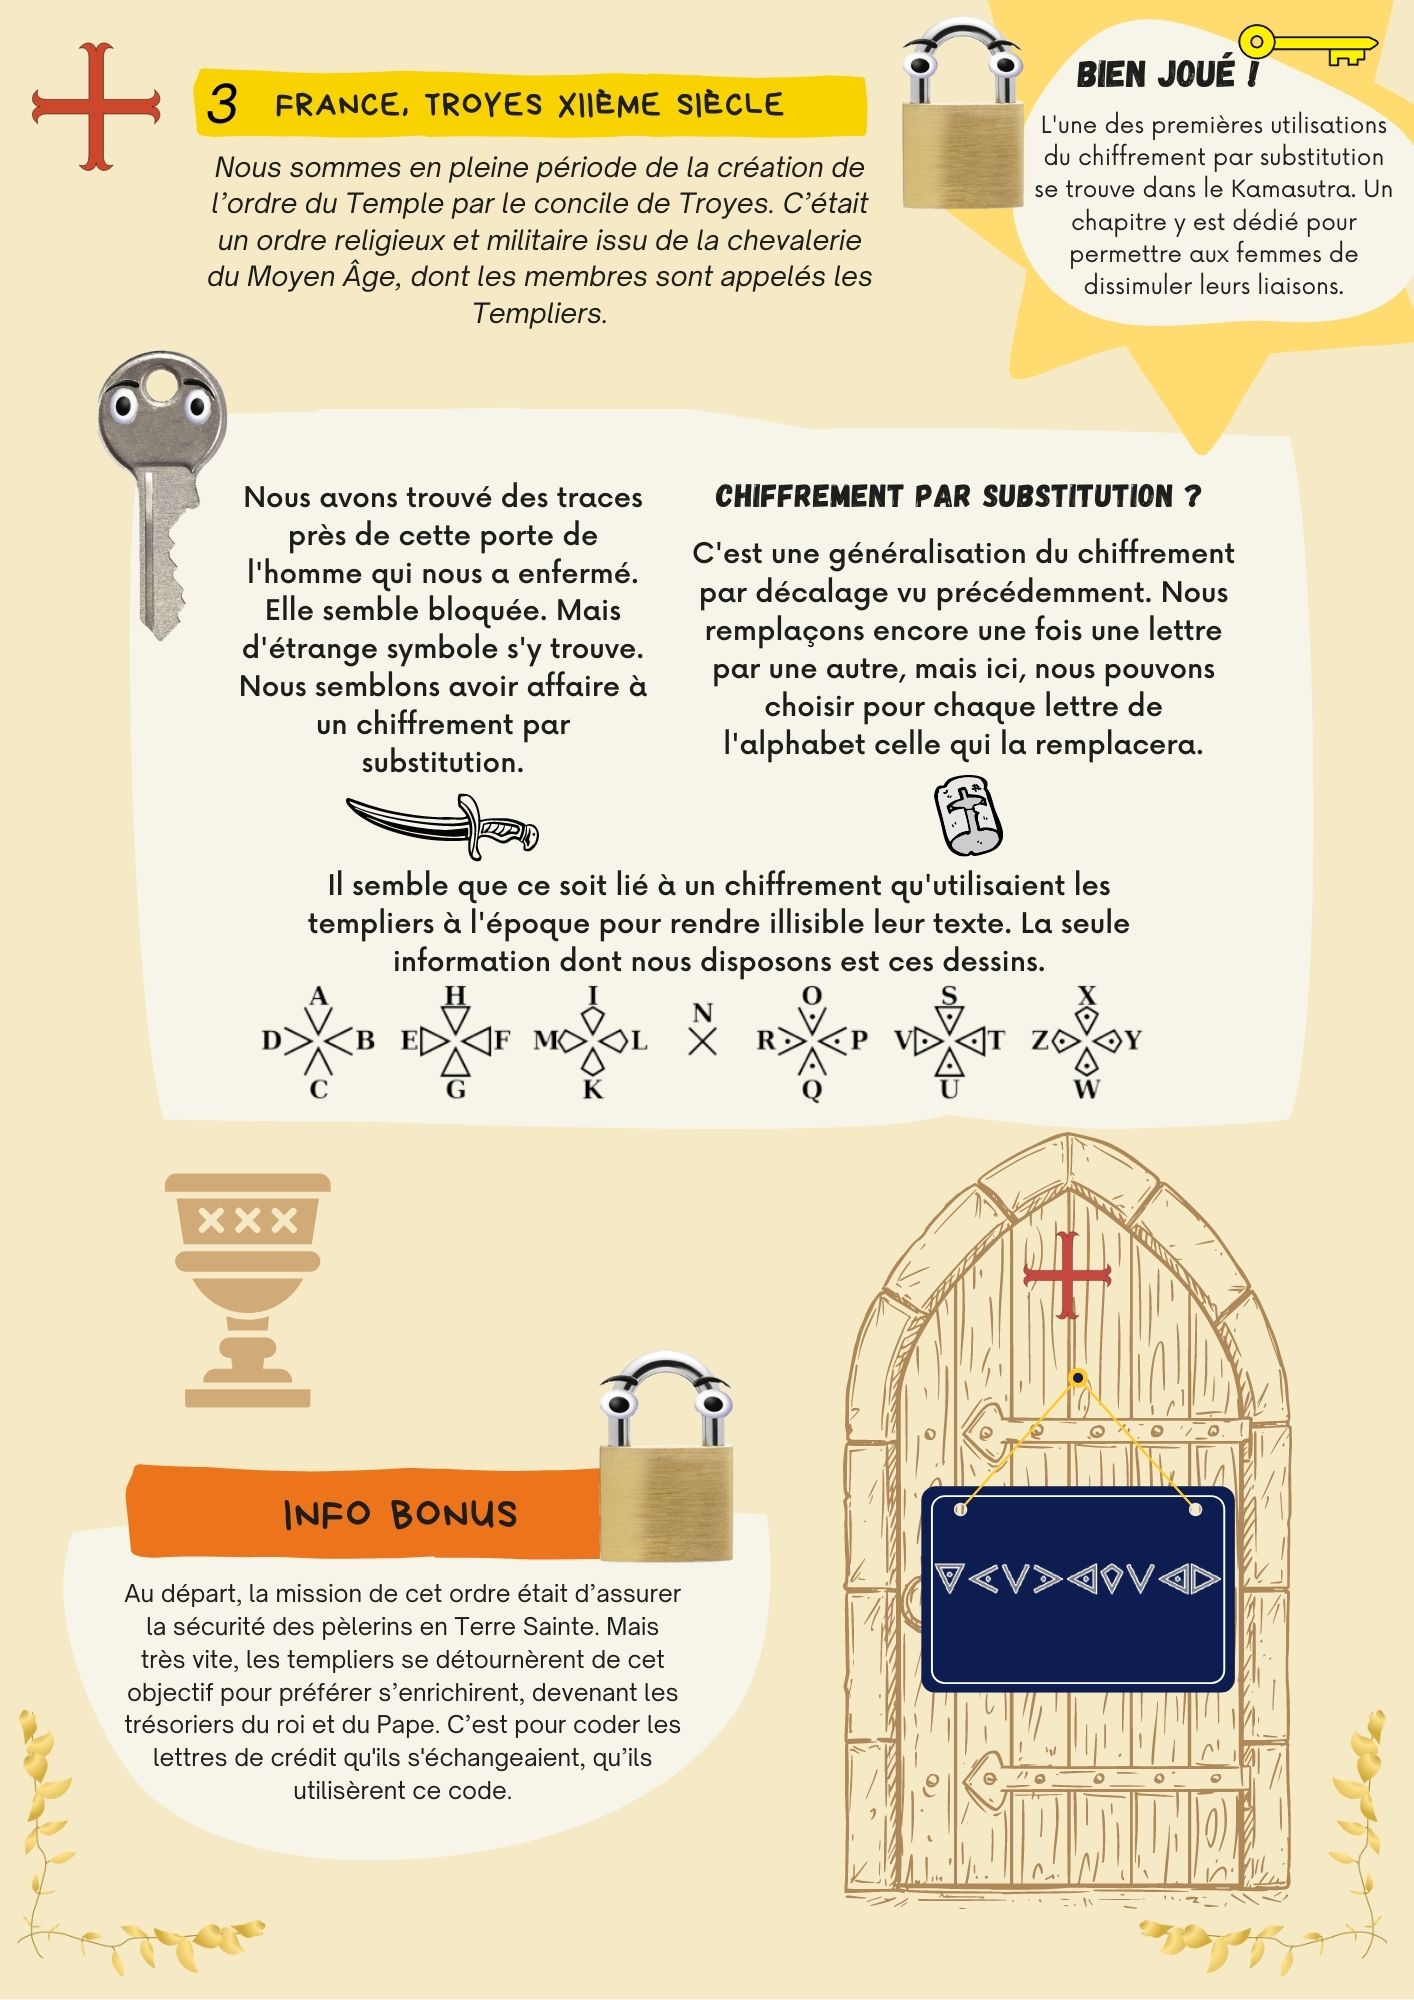 3 FRANCE, TROYES XIIÈME SIÈCLE
Nous sommes en pleine période de la création de
l’ordre du Temple par le concile de Troyes. C’était
un ordre religieux et militaire issu de la chevalerie
du Moyen Âge, dont les membres sont appelés les
Templiers.
BIEN JOUÉ !
L'une des premières utilisations
du chiffrement par substitution
se trouve dans le Kamasutra. Un
chapitre y est dédié pour
permettre aux femmes de
dissimuler leurs liaisons.
Nous avons trouvé des traces
près de cette porte de
l'homme qui nous a enfermé.
Elle semble bloquée. Mais
d'étrange symbole s'y trouve.
Nous semblons avoir affaire à
un chiffrement par
substitution.
CHIFFREMENT PAR SUBSTITUTION ?
C'est une généralisation du chiffrement
par décalage vu précédemment. Nous
remplaçons encore une fois une lettre
par une autre, mais ici, nous pouvons
choisir pour chaque lettre de
l'alphabet celle qui la remplacera.
Il semble que ce soit lié à un chiffrement qu'utilisaient les
templiers à l'époque pour rendre illisible leur texte. La seule
information dont nous disposons est ces dessins.
A H I N O S X
D B E F M L R P V T Z Y
C G K Q U W
INFO BONUS
Au départ, la mission de cet ordre était d’assurer
la sécurité des pèlerins en Terre Sainte. Mais
très vite, les templiers se détournèrent de cet
objectif pour préférer s’enrichirent, devenant les
trésoriers du roi et du Pape. C’est pour coder les
lettres de crédit qu'ils s'échangeaient, qu’ils
utilisèrent ce code.